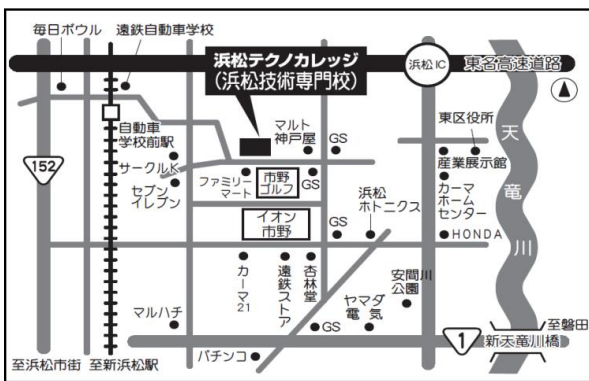 毎日ボウル
遠鉄自動車学校
浜松テクノカレッジ
(浜松技術専門校)
浜松IC
東名高速道路
自動車
学校前駅
サークルK
セブン
イレブン
152
マルト
神戸屋
GS
ファミリー
マート
市野
ゴルフ
GS
イオン
市野
浜松
ホトニクス
GS
東区役所
産業展示館
カーマ
ホーム
センター
HONDA
天竜川
カーマ21
遠鉄ストア
杏林堂
安間川
公園
マルハチ
GS
ヤマダ
電気
パチンコ
1
至磐田
新天竜川橋
至浜松市街
至新浜松駅